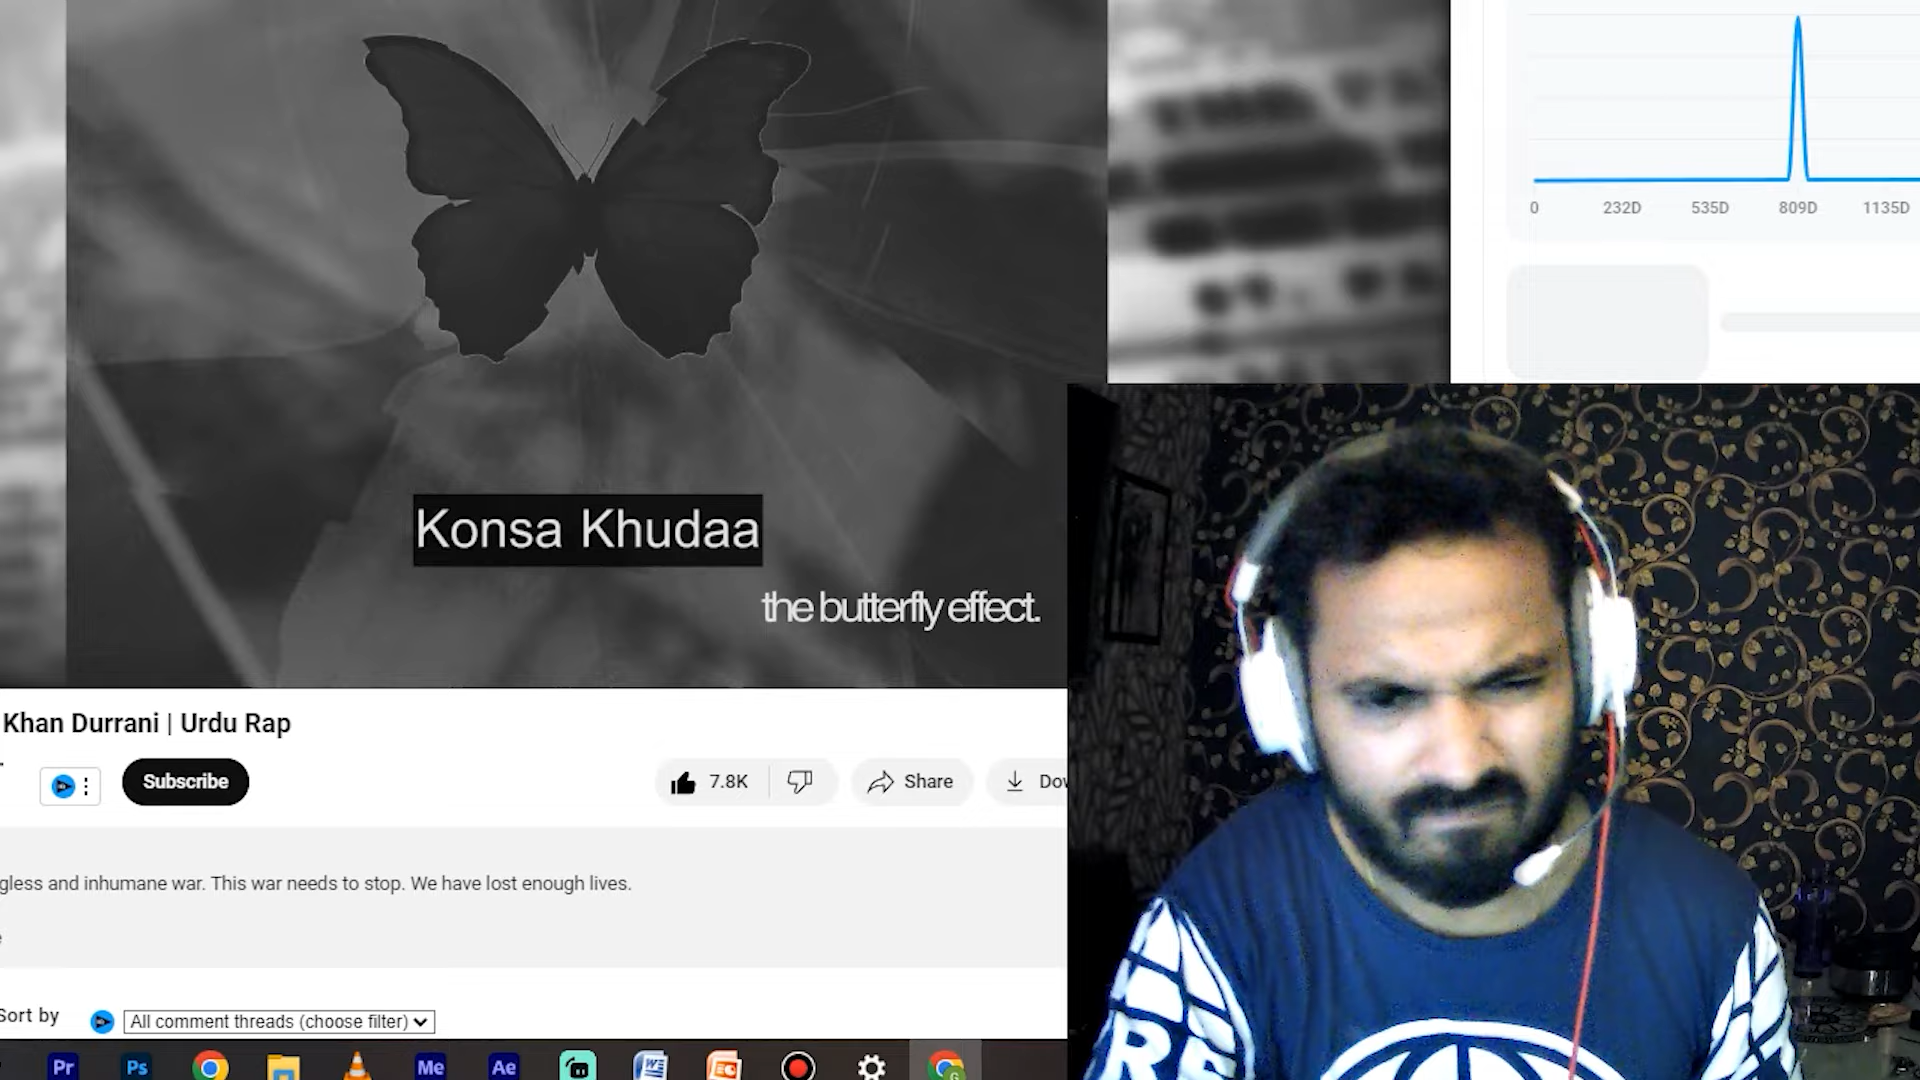 0 232D 535D 809D 1135D
Konsa Khudaa
the butterfly effect.
Khan Durrani | Urdu Rap
Subscribe
7.8K
Share
gless and inhumane war. This war needs to stop. We have lost enough lives.
Sort by
All comment threads (choose filter)
Pr Ps Me Ae